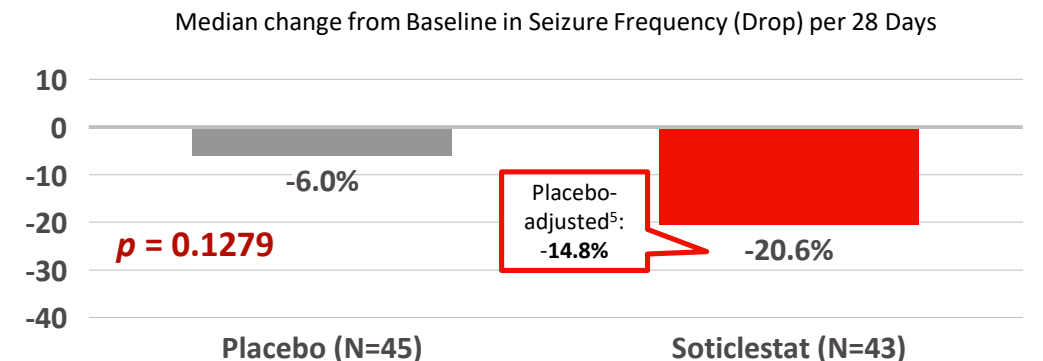 Median change from Baseline in Seizure Frequency (Drop) per 28 Days
10
0
-10
-20
-30
-40
-6.0%
p = 0.1279
Placebo-
adjusted⁵:
-14.8%
-20.6%
Placebo (N=45)
Soticlestat (N=43)